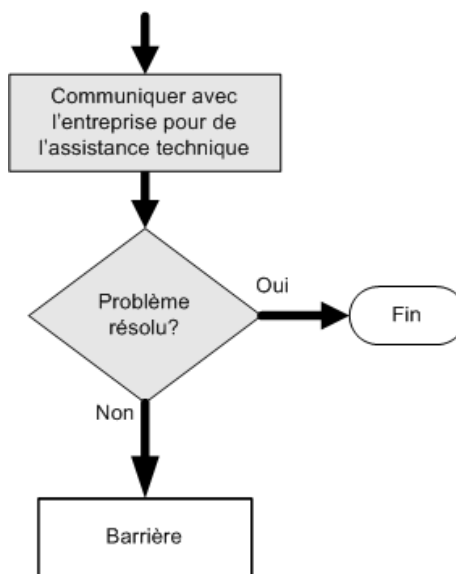 Communiquer avec
l'entreprise pour de
l'assistance technique
Problème
résolu?
Oui
Fin
Non
Barrière